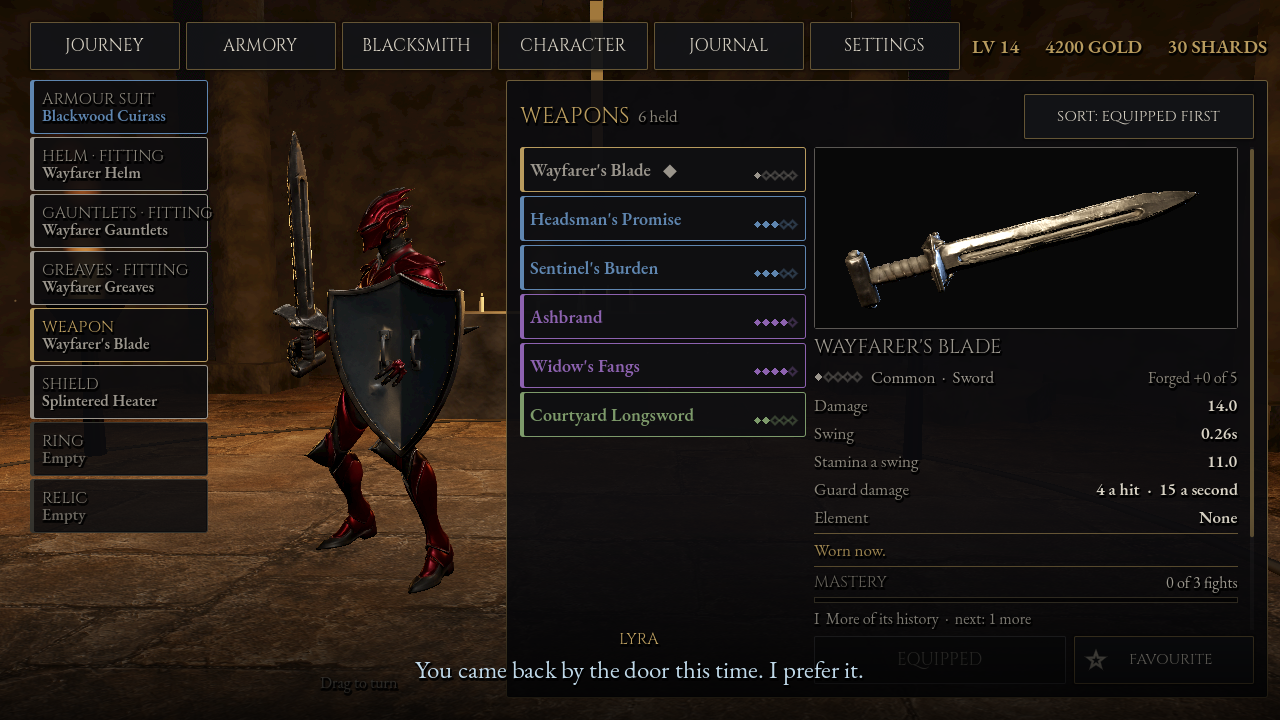 JOURNEY
ARMORY
BLACKSMITH
CHARACTER
JOURNAL
SETTINGS
LV 14
4200 GOLD
30 SHARDS
ARMOUR SUIT
Blackwood Cuirass
HELM · FITTING
Wayfarer Helm
GAUNTLETS · FITTING
Wayfarer Gauntlets
GREAVES · FITTING
Wayfarer Greaves
WEAPON
Wayfarer's Blade
SHIELD
Splintered Heater
RING
Empty
RELIC
Empty
Drag to turn
WEAPONS 6 held
SORT: EQUIPPED FIRST
Wayfarer's Blade
Headsman's Promise
Sentinel's Burden
Ashbrand
Widow's Fangs
Courtyard Longsword
WAYFARER'S BLADE
Common · Sword Forged +0 of 5
Damage 14.0
Swing 0.26s
Stamina a swing 11.0
Guard damage 4 a hit · 15 a second
Element None
Worn now.
MASTERY 0 of 3 fights
I More of its history · next: 1 more
EQUIPPED
FAVOURITE
LYRA
You came back by the door this time. I prefer it.